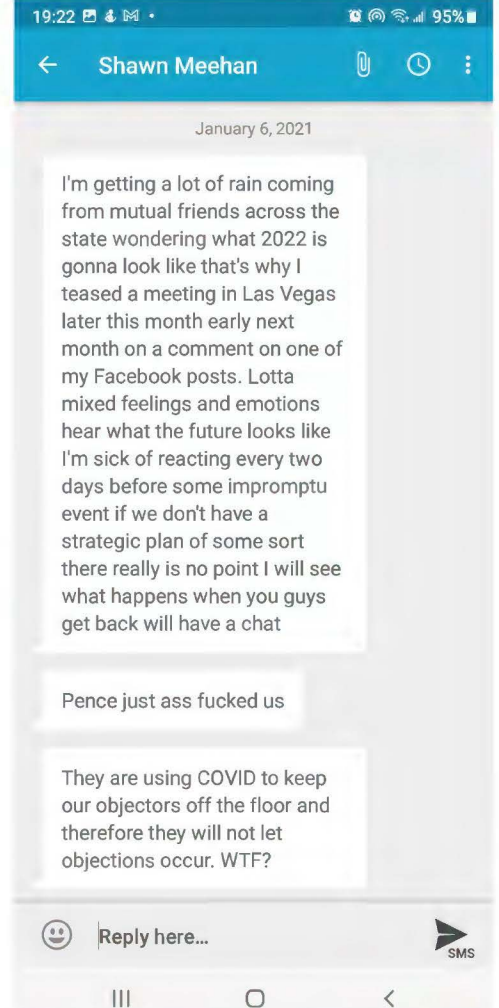 19:22
95%
Shawn Meehan
January 6, 2021
I'm getting a lot of rain coming
from mutual friends across the
state wondering what 2022 is
gonna look like that's why I
teased a meeting in Las Vegas
later this month early next
month on a comment on one of
my Facebook posts. Lotta
mixed feelings and emotions
hear what the future looks like
I'm sick of reacting every two
days before some impromptu
event if we don't have a
strategic plan of some sort
there really is no point I will see
what happens when you guys
get back will have a chat
Pence just ass fucked us
They are using COVID to keep
our objectors off the floor and
therefore they will not let
objections occur. WTF?
Reply here...
SMS